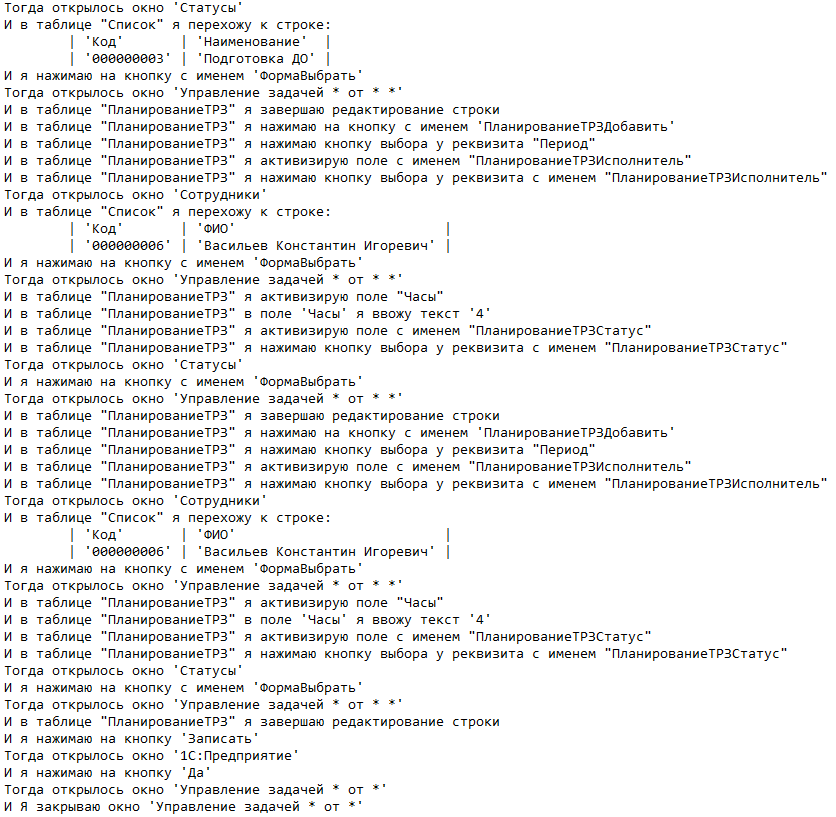 Тогда открылось окно 'Статусы'
И в таблице "Список" я перехожу к строке:
| 'Код' | 'Наименование' |
| '000000003' | 'Подготовка ДО' |
И я нажимаю на кнопку с именем 'ФормаВыбрать'
Тогда открылось окно 'Управление задачей * от * *'
И в таблице "ПланированиеТРЗ" я завершаю редактирование строки
И в таблице "ПланированиеТРЗ" я нажимаю на кнопку с именем 'ПланированиеТРЗДобавить'
И в таблице "ПланированиеТРЗ" я нажимаю кнопку выбора у реквизита "Период"
И в таблице "ПланированиеТРЗ" я активизирую поле с именем "ПланированиеТРЗИсполнитель"
И в таблице "ПланированиеТРЗ" я нажимаю кнопку выбора у реквизита с именем "ПланированиеТРЗИсполнитель"
Тогда открылось окно 'Сотрудники'
И в таблице "Список" я перехожу к строке:
| 'Код' | 'ФИО' |
| '000000006' | 'Васильев Константин Игоревич' |
И я нажимаю на кнопку с именем 'ФормаВыбрать'
Тогда открылось окно 'Управление задачей * от * *'
И в таблице "ПланированиеТРЗ" я активизирую поле "Часы"
И в таблице "ПланированиеТРЗ" в поле 'Часы' я ввожу текст '4'
И в таблице "ПланированиеТРЗ" я активизирую поле с именем "ПланированиеТРЗСтатус"
И в таблице "ПланированиеТРЗ" я нажимаю кнопку выбора у реквизита с именем "ПланированиеТРЗСтатус"
Тогда открылось окно 'Статусы'
И я нажимаю на кнопку с именем 'ФормаВыбрать'
Тогда открылось окно 'Управление задачей * от * *'
И в таблице "ПланированиеТРЗ" я завершаю редактирование строки
И в таблице "ПланированиеТРЗ" я нажимаю на кнопку с именем 'ПланированиеТРЗДобавить'
И в таблице "ПланированиеТРЗ" я нажимаю кнопку выбора у реквизита "Период"
И в таблице "ПланированиеТРЗ" я активизирую поле с именем "ПланированиеТРЗИсполнитель"
И в таблице "ПланированиеТРЗ" я нажимаю кнопку выбора у реквизита с именем "ПланированиеТРЗИсполнитель"
Тогда открылось окно 'Сотрудники'
И в таблице "Список" я перехожу к строке:
| 'Код' | 'ФИО' |
| '000000006' | 'Васильев Константин Игоревич' |
И я нажимаю на кнопку с именем 'ФормаВыбрать'
Тогда открылось окно 'Управление задачей * от * *'
И в таблице "ПланированиеТРЗ" я активизирую поле "Часы"
И в таблице "ПланированиеТРЗ" в поле 'Часы' я ввожу текст '4'
И в таблице "ПланированиеТРЗ" я активизирую поле с именем "ПланированиеТРЗСтатус"
И в таблице "ПланированиеТРЗ" я нажимаю кнопку выбора у реквизита с именем "ПланированиеТРЗСтатус"
Тогда открылось окно 'Статусы'
И я нажимаю на кнопку с именем 'ФормаВыбрать'
Тогда открылось окно 'Управление задачей * от * *'
И в таблице "ПланированиеТРЗ" я завершаю редактирование строки
И я нажимаю на кнопку 'Записать'
Тогда открылось окно '1С:Предприятие'
И я нажимаю на кнопку 'Да'
Тогда открылось окно 'Управление задачей * от *'
И Я закрываю окно 'Управление задачей * от *'